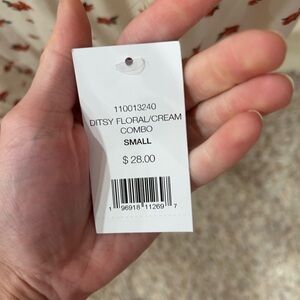 110013240
DITSY FLORAL/CREAM
COMBO
SMALL
$ 28.00
1 96918 11269 7